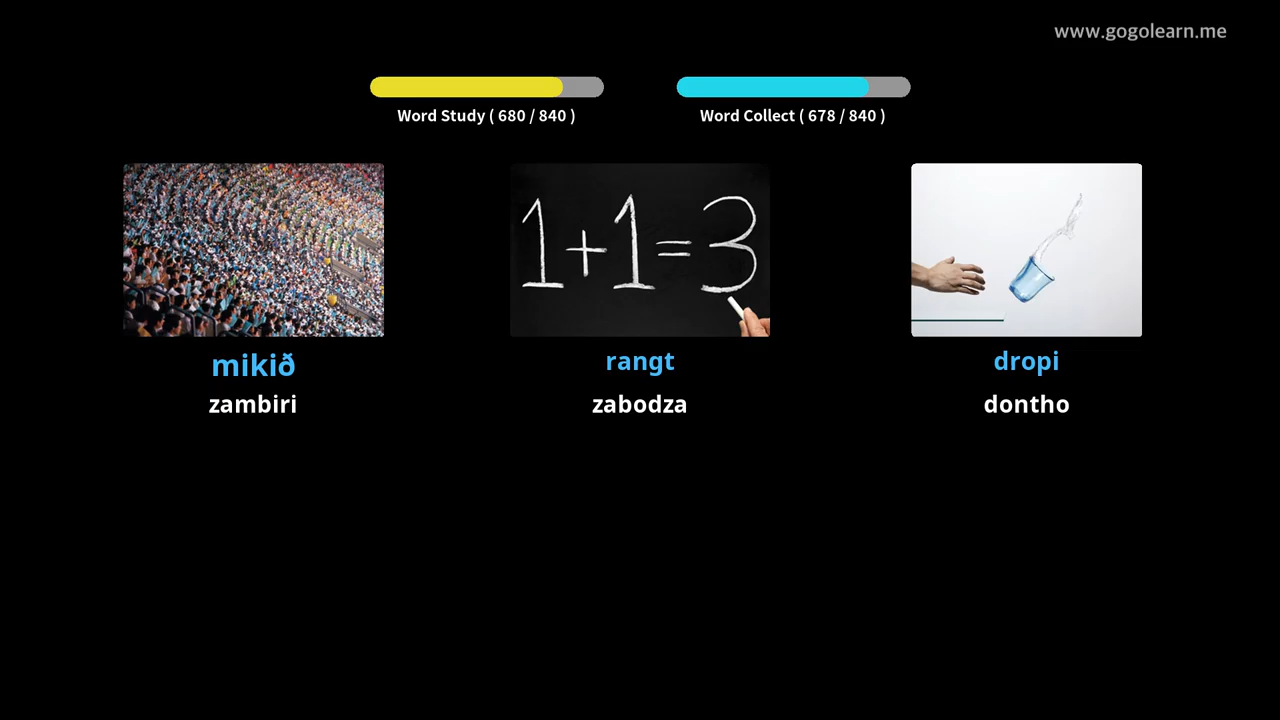 www.gogolearn.me
Word Study ( 680 / 840 )
Word Collect ( 678 / 840 )
1+1=3
mikið
rangt
dropi
zambiri
zabodza
dontho